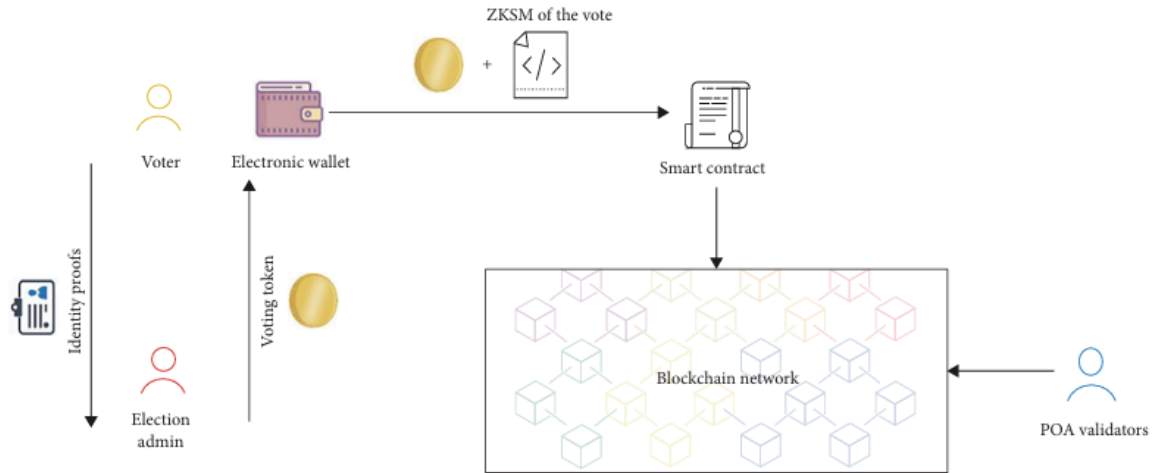 ZKSM of the vote
+
</>
Voter
Electronic wallet
Smart contract
Identity proofs
Voting token
Election
admin
Blockchain network
POA validators